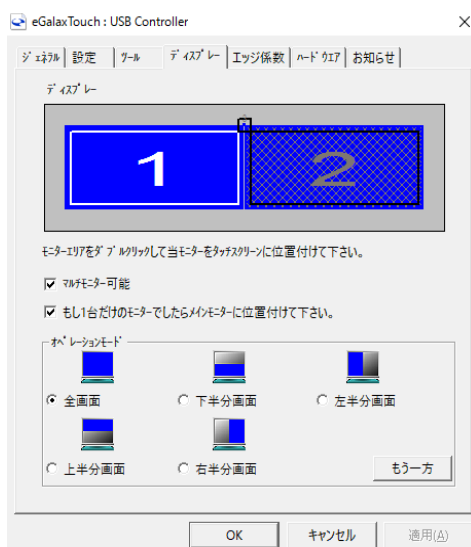 eGalaxTouch : USB Controller
ジェネラル 設定 ツール ディスプレー エッジ係数 ハードウエア お知らせ
ディスプレー
1 2
モニターエリアをダブルクリックして当モニターをタッチスクリーンに位置付けて下さい。
マルチモニター可能
もし1台だけのモニターでしたらメインモニターに位置付けて下さい。
オペレーションモード
全画面 下半分画面 左半分画面
上半分画面 右半分画面 もう一方
OK キャンセル 適用(A)